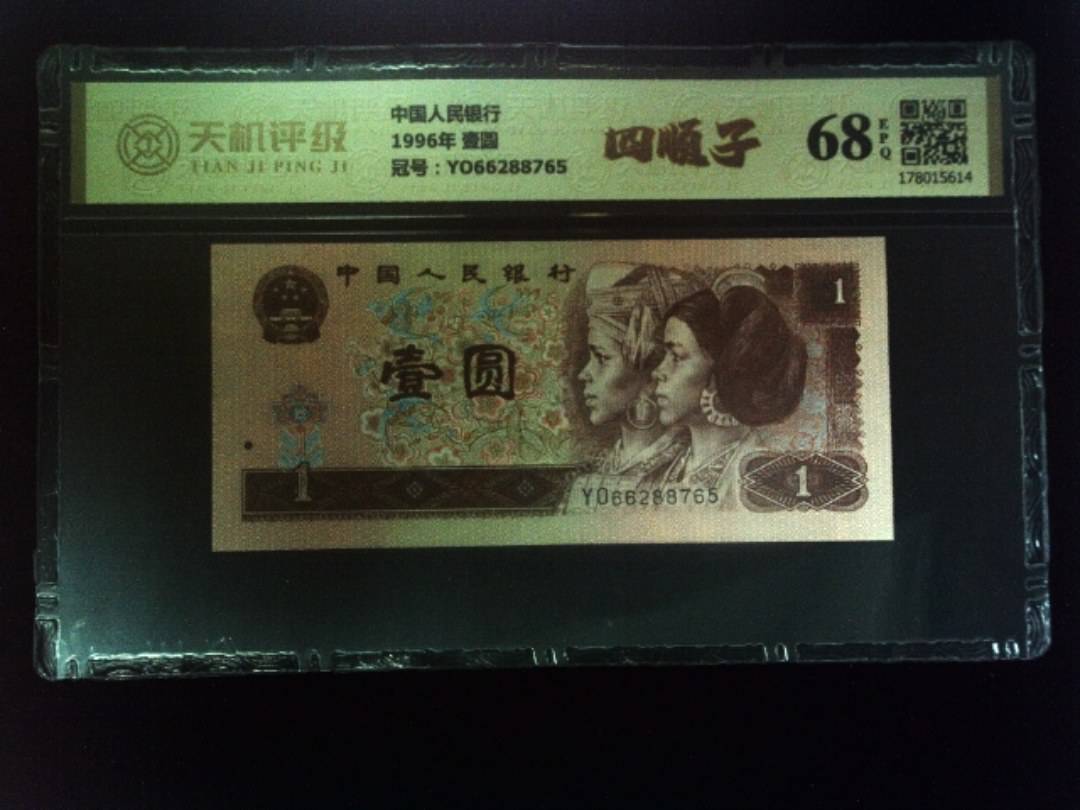 天机评级
TIAN JI PING JI
中国人民银行
1996年 壹圆
冠号：YO66288765
四顺子
68
EPQ
178015614
中国人民银行
1
壹圆
1
YO66288765
1